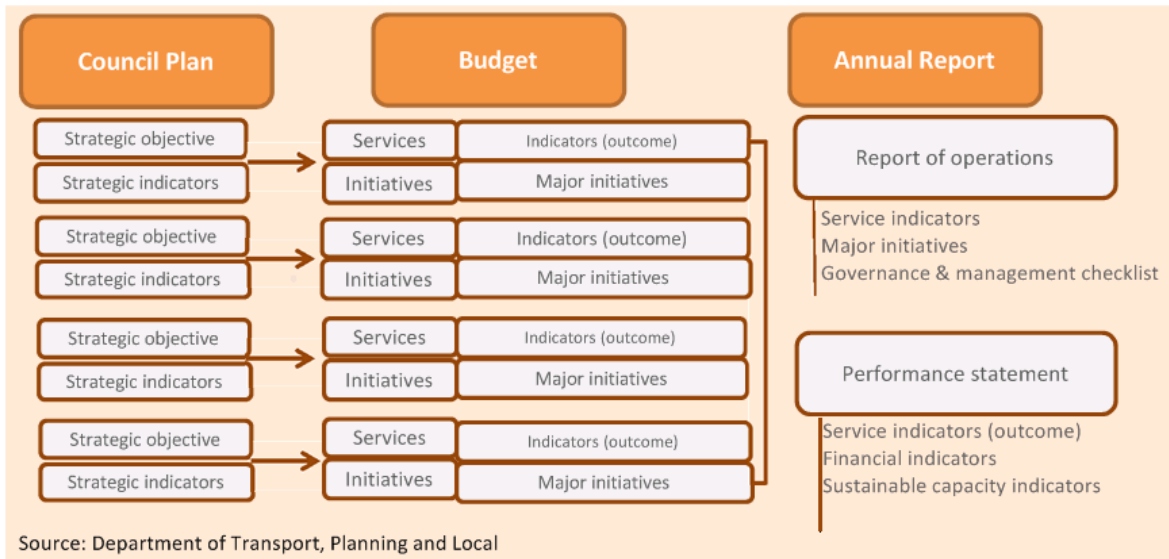 Council Plan
Budget
Annual Report
Strategic objective
Strategic indicators
Services
Indicators (outcome)
Initiatives
Major initiatives
Strategic objective
Strategic indicators
Services
Indicators (outcome)
Initiatives
Major initiatives
Strategic objective
Strategic indicators
Services
Indicators (outcome)
Initiatives
Major initiatives
Strategic objective
Strategic indicators
Services
Indicators (outcome)
Initiatives
Major initiatives
Report of operations
Service indicators
Major initiatives
Governance & management checklist
Performance statement
Service indicators (outcome)
Financial indicators
Sustainable capacity indicators
Source: Department of Transport, Planning and Local